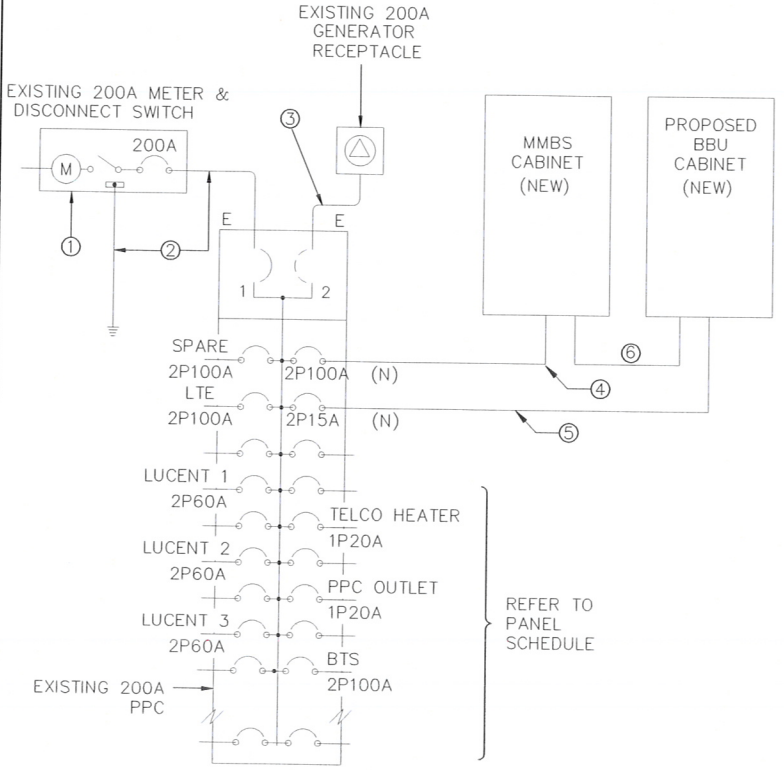 EXISTING 200A
GENERATOR
RECEPTACLE
EXISTING 200A METER &
DISCONNECT SWITCH
200A
M
3
1
2
E
E
1
2
MMBS
CABINET
(NEW)
PROPOSED
BBU
CABINET
(NEW)
SPARE
2P100A
2P100A (N)
6
4
LTE
2P100A
2P15A (N)
5
LUCENT 1
2P60A
TELCO HEATER
1P20A
LUCENT 2
2P60A
PPC OUTLET
1P20A
LUCENT 3
2P60A
BTS
2P100A
EXISTING 200A
PPC
REFER TO
PANEL
SCHEDULE